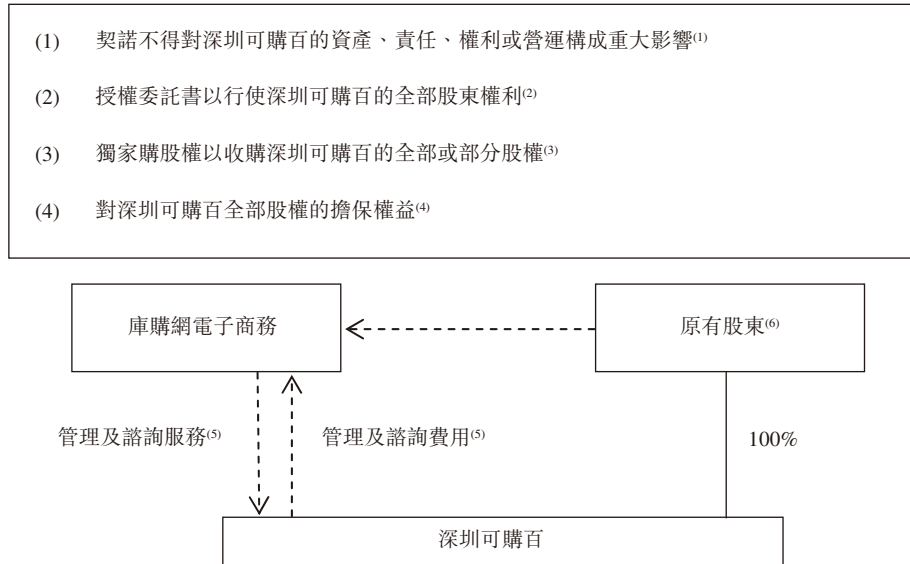 (1) 契諾不得對深圳可購百的資產、責任、權利或營運構成重大影響(1)
(2) 授權委託書以行使深圳可購百的全部股東權利(2)
(3) 獨家購股權以收購深圳可購百的全部或部分股權(3)
(4) 對深圳可購百全部股權的擔保權益(4)
庫購網電子商務
原有股東(6)
管理及諮詢服務(5)
管理及諮詢費用(5)
100%
深圳可購百